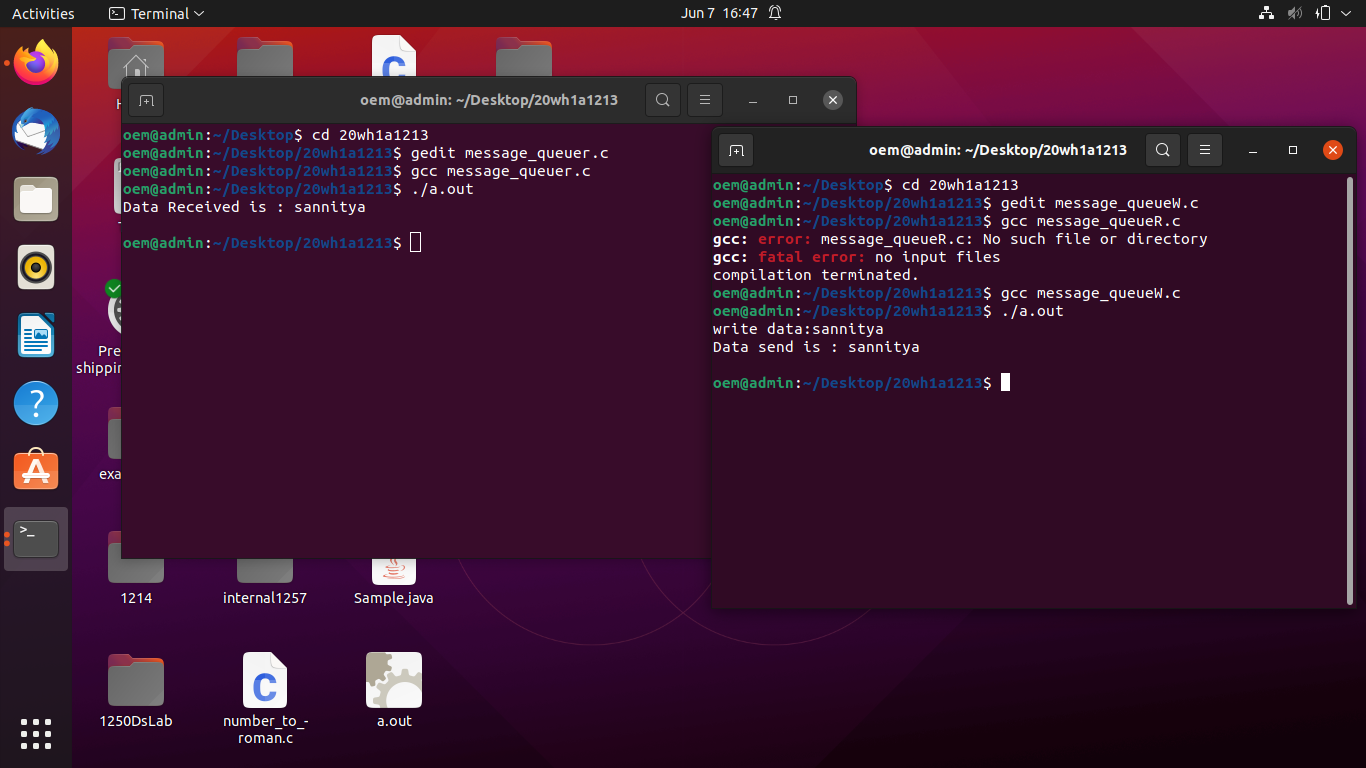 Activities
Terminal
Jun 7 16:47
oem@admin: ~/Desktop/20wh1a1213
oem@admin:~/Desktop$ cd 20wh1a1213
oem@admin:~/Desktop/20wh1a1213$ gedit message_queuer.c
oem@admin:~/Desktop/20wh1a1213$ gcc message_queuer.c
oem@admin:~/Desktop/20wh1a1213$ ./a.out
Data Received is : sannitya
oem@admin:~/Desktop/20wh1a1213$
oem@admin: ~/Desktop/20wh1a1213
oem@admin:~/Desktop$ cd 20wh1a1213
oem@admin:~/Desktop/20wh1a1213$ gedit message_queueW.c
oem@admin:~/Desktop/20wh1a1213$ gcc message_queueR.c
gcc: error: message_queueR.c: No such file or directory
gcc: fatal error: no input files
compilation terminated.
oem@admin:~/Desktop/20wh1a1213$ gcc message_queueW.c
oem@admin:~/Desktop/20wh1a1213$ ./a.out
write data:sannitya
Data send is : sannitya
oem@admin:~/Desktop/20wh1a1213$
Pre
shippin
exa
1214
internal1257
Sample.java
1250DsLab
number_to_-
roman.c
a.out